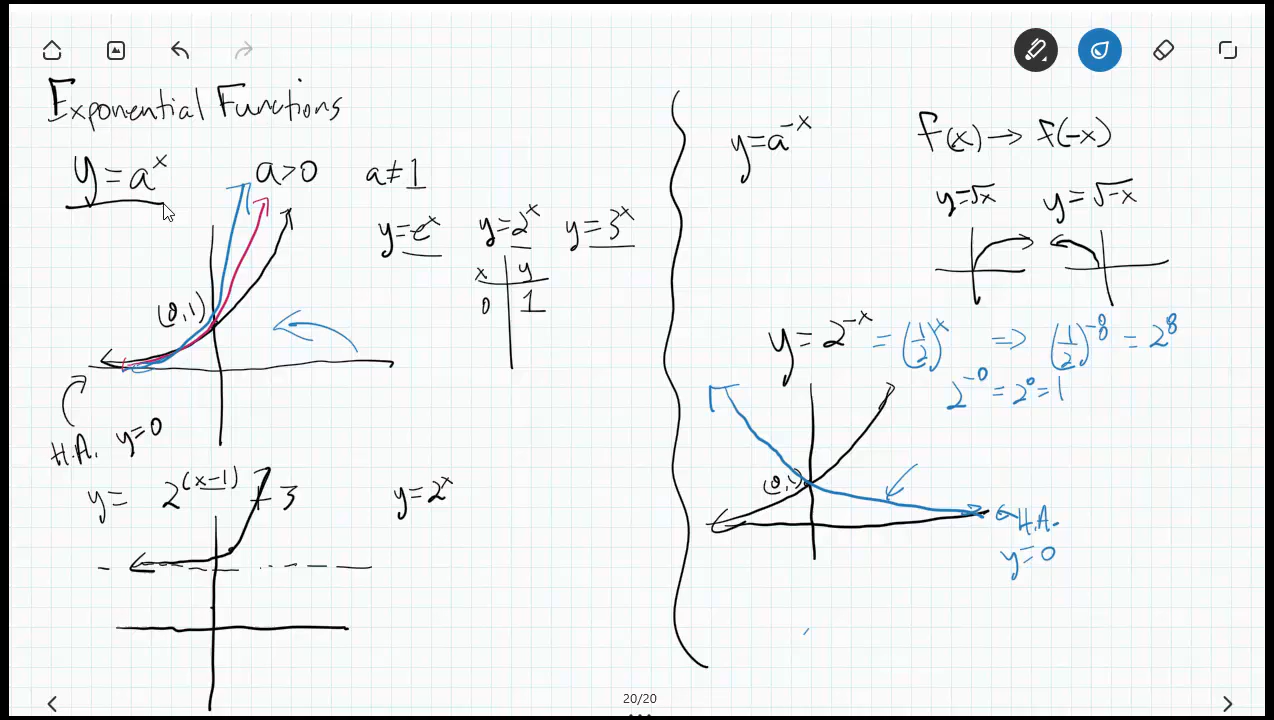 Exponential Functions
y = a^x a>0 a≠1
y = e^x y = 2^x y = 3^x
x y
0 1
(0,1)
H.A. y=0
y = 2^(x-1) + 3 y = 2^x
y = a^-x f(x) → f(-x)
y = √x y = √-x
y = 2^-x = (1/2)^x ⇒ (1/2)^-8 = 2^8
2^-0 = 2^0 = 1
(0,1)
H.A.
y=0
20/20